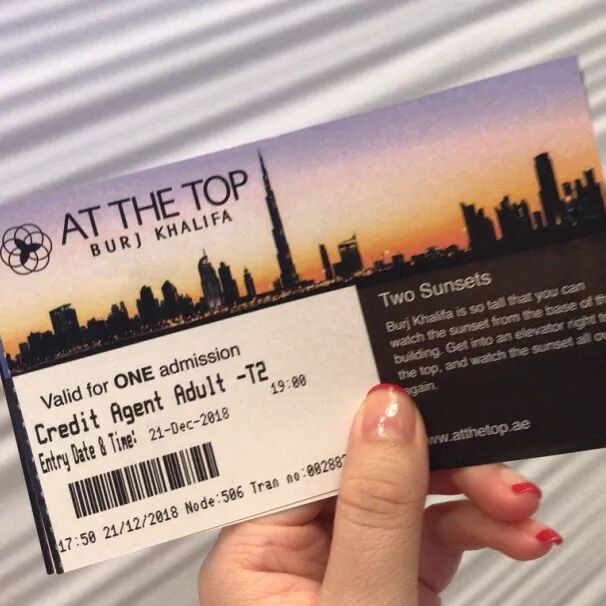 AT THE TOP
BURJ KHALIFA
Valid for ONE admission
Credit Agent Adult -T2
Entry Date & Time: 21-Dec-2018 19:00
17:50 21/12/2018 Node:506 Tran no:00288
Two Sunsets
Burj Khalifa is so tall that you can
watch the sunset from the base of
building. Get into an elevator right
the top, and watch the sunset all
again.
www.atthetop.ae